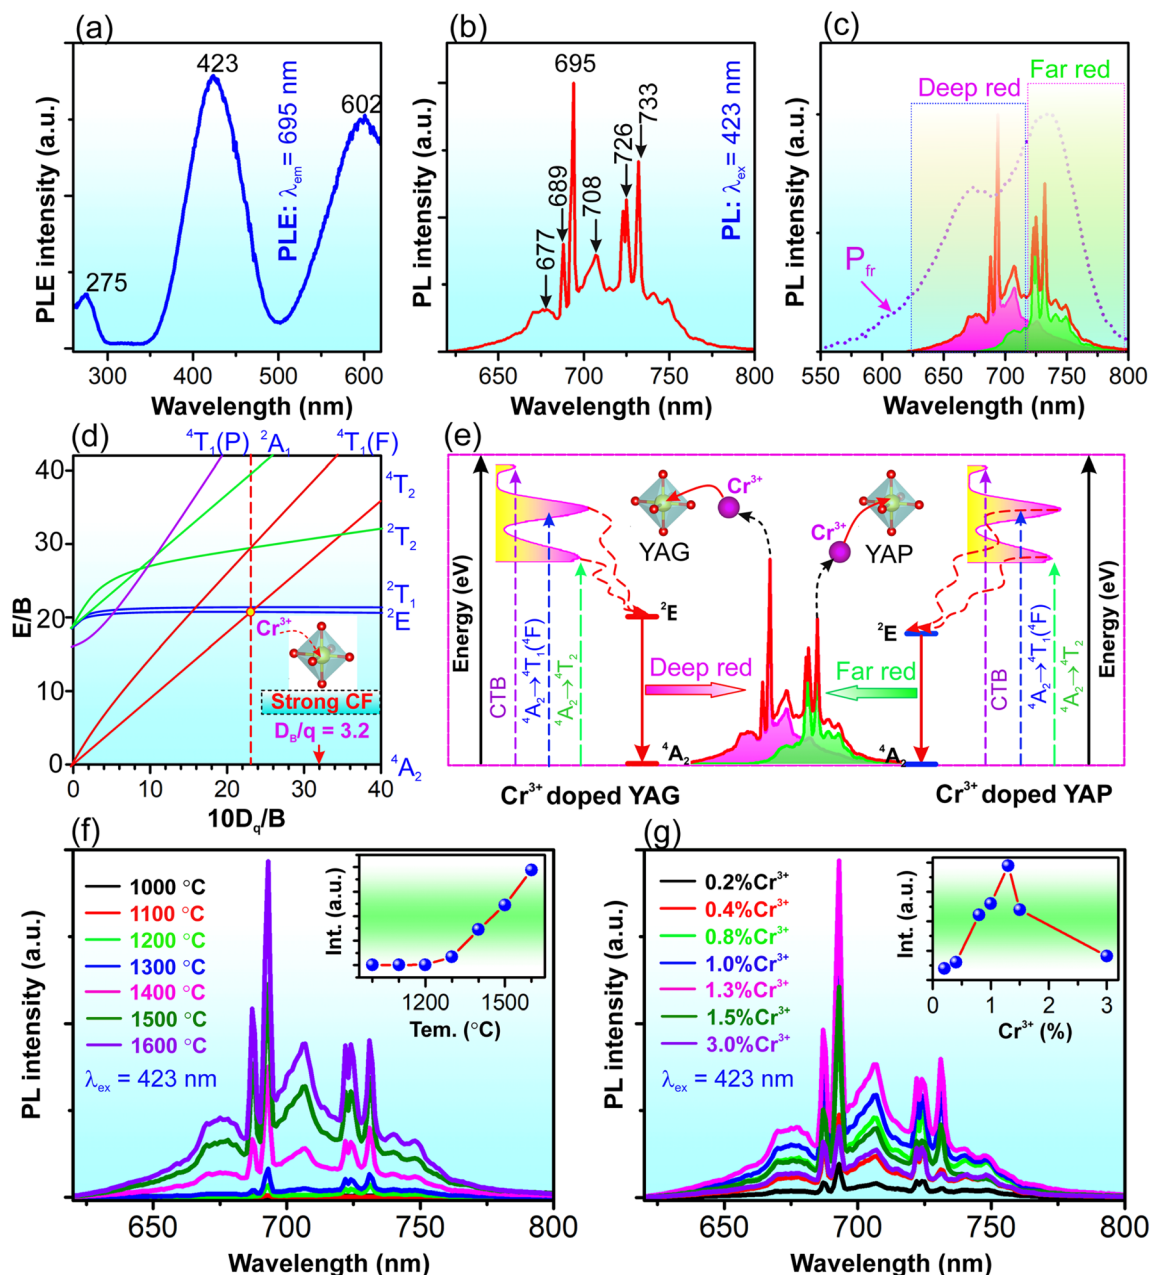 (a)
423
602
275
PLE: λem = 695 nm
PLE intensity (a.u.)
300 400 500 600
Wavelength (nm)
(b)
695
733
726
708
689
677
PL: λex = 423 nm
PL intensity (a.u.)
650 700 750 800
Wavelength (nm)
(c)
Far red
Deep red
Pfr
PL intensity (a.u.)
550 600 650 700 750 800
Wavelength (nm)
(d)
⁴T₁(P) ²A₁ ⁴T₁(F)
⁴T₂
²T₂
²T₁
²E
⁴A₂
40
30
20
10
0
E/B
Cr³⁺
Strong CF
DB/q = 3.2
0 10 20 30 40
10Dq/B
(e)
Energy (eV)
CTB
⁴A₂→⁴T₁(⁴F)
⁴A₂→⁴T₂
YAG
Cr³⁺
²E
Deep red
⁴A₂
Cr³⁺ doped YAG
Cr³⁺
YAP
²E
Far red
⁴A₂
CTB
⁴A₂→⁴T₁(⁴F)
⁴A₂→⁴T₂
Energy (eV)
Cr³⁺ doped YAP
(f)
1000 °C
1100 °C
1200 °C
1300 °C
1400 °C
1500 °C
1600 °C
λex = 423 nm
Int. (a.u.)
1200 1500
Tem. (°C)
PL intensity (a.u.)
650 700 750 800
Wavelength (nm)
(g)
0.2%Cr³⁺
0.4%Cr³⁺
0.8%Cr³⁺
1.0%Cr³⁺
1.3%Cr³⁺
1.5%Cr³⁺
3.0%Cr³⁺
λex = 423 nm
Int. (a.u.)
0 1 2 3
Cr³⁺ (%)
PL intensity (a.u.)
650 700 750 800
Wavelength (nm)